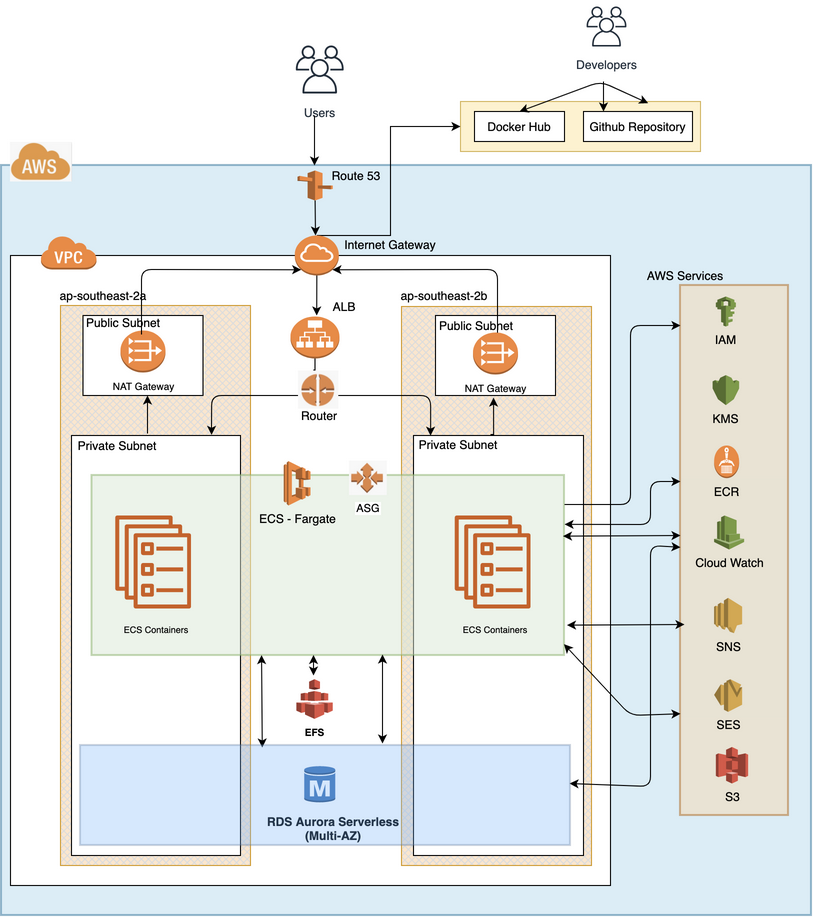 Developers
Users
Docker Hub
Github Repository
AWS
Route 53
Internet Gateway
VPC
AWS Services
ap-southeast-2a
ap-southeast-2b
ALB
Public Subnet
Public Subnet
IAM
NAT Gateway
NAT Gateway
Router
KMS
Private Subnet
Private Subnet
ECR
ECS - Fargate
ASG
Cloud Watch
ECS Containers
ECS Containers
SNS
EFS
SES
M
S3
RDS Aurora Serverless
(Multi-AZ)